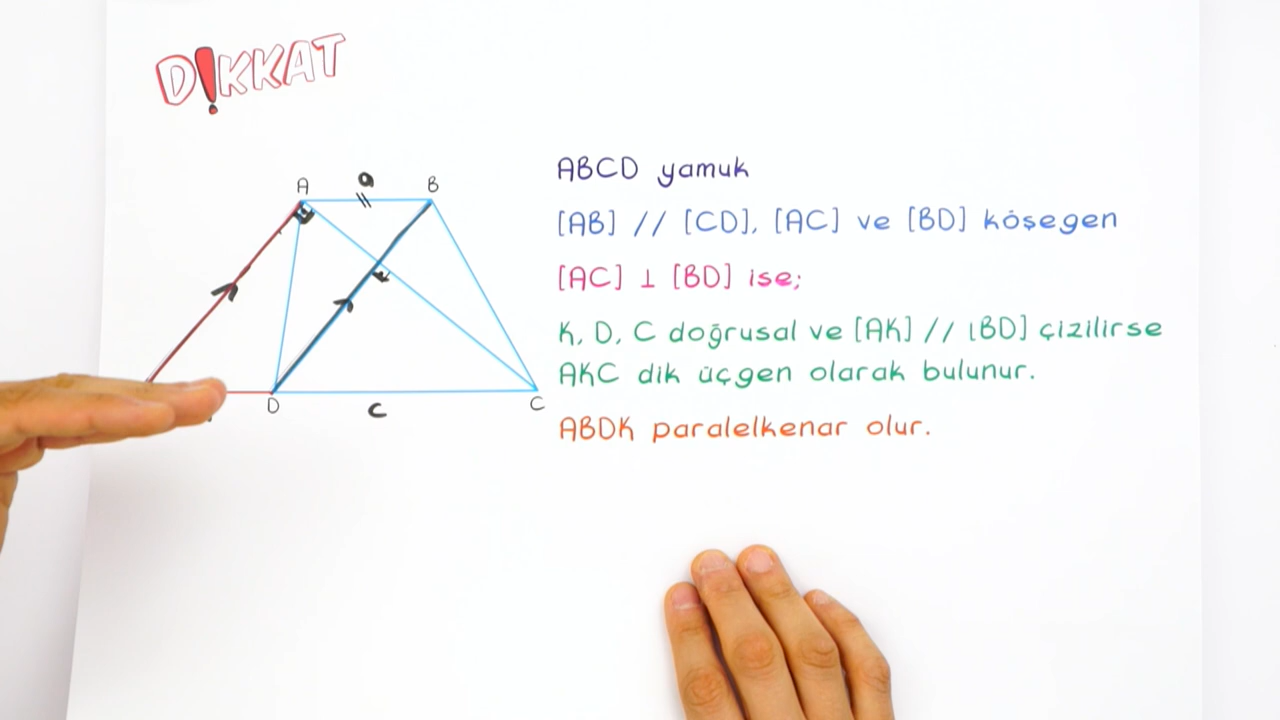 D!KKAT
A
a
B
D
c
C
ABCD yamuk
[AB] // [CD], [AC] ve [BD] köşegen
[AC] ⊥ [BD] ise;
K, D, C doğrusal ve [AK] // [BD] çizilirse
AKC dik üçgen olarak bulunur.
ABDK paralelkenar olur.